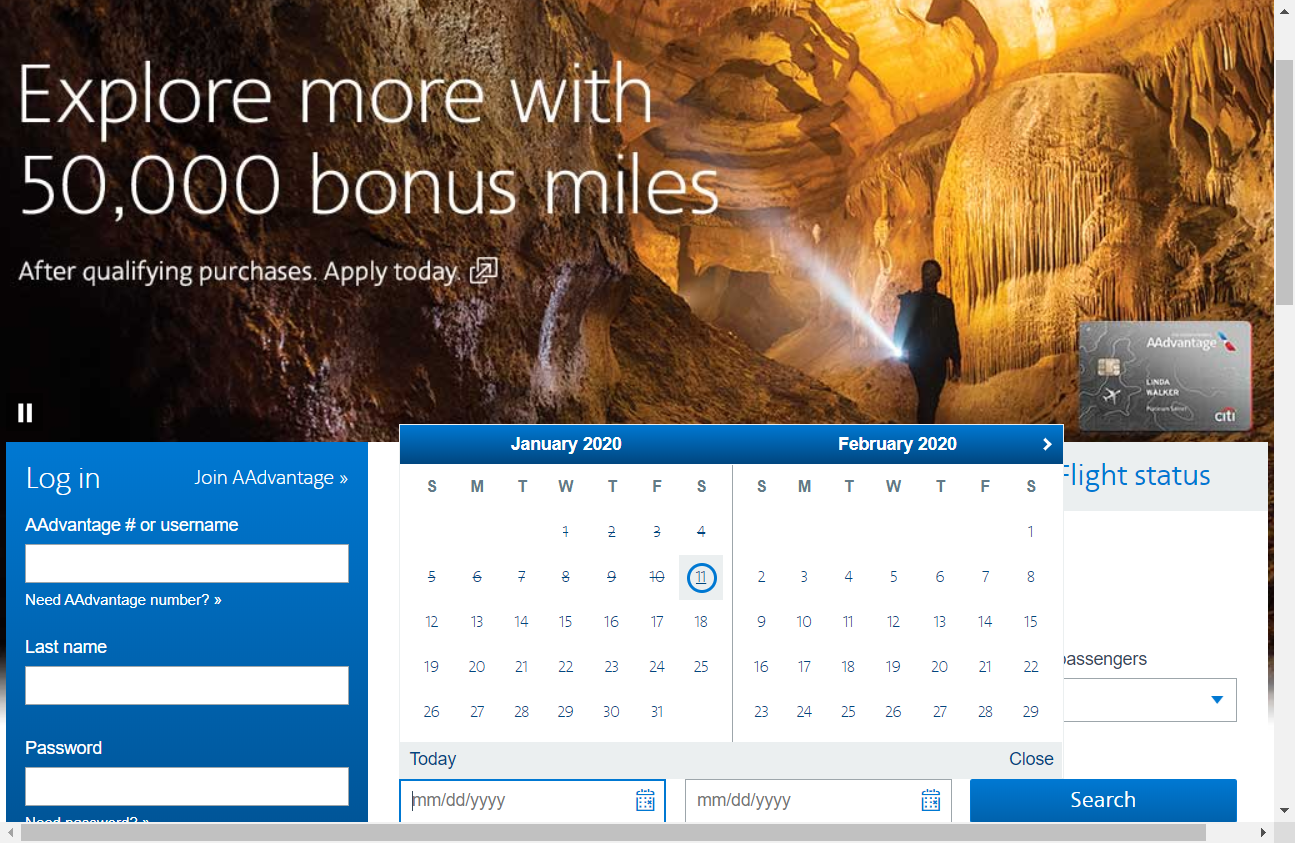 Explore more with
50,000 bonus miles
After qualifying purchases. Apply today.
AAdvantage
LINDA
WALKER
citi
Log in
Join AAdvantage »
AAdvantage # or username
Need AAdvantage number? »
Last name
Password
Need password? »
January 2020
S M T W T F S
1 2 3 4
5 6 7 8 9 10 11
12 13 14 15 16 17 18
19 20 21 22 23 24 25
26 27 28 29 30 31
February 2020
S M T W T F S
1
2 3 4 5 6 7 8
9 10 11 12 13 14 15
16 17 18 19 20 21 22
23 24 25 26 27 28 29
Today
Close
Flight status
passengers
mm/dd/yyyy
mm/dd/yyyy
Search